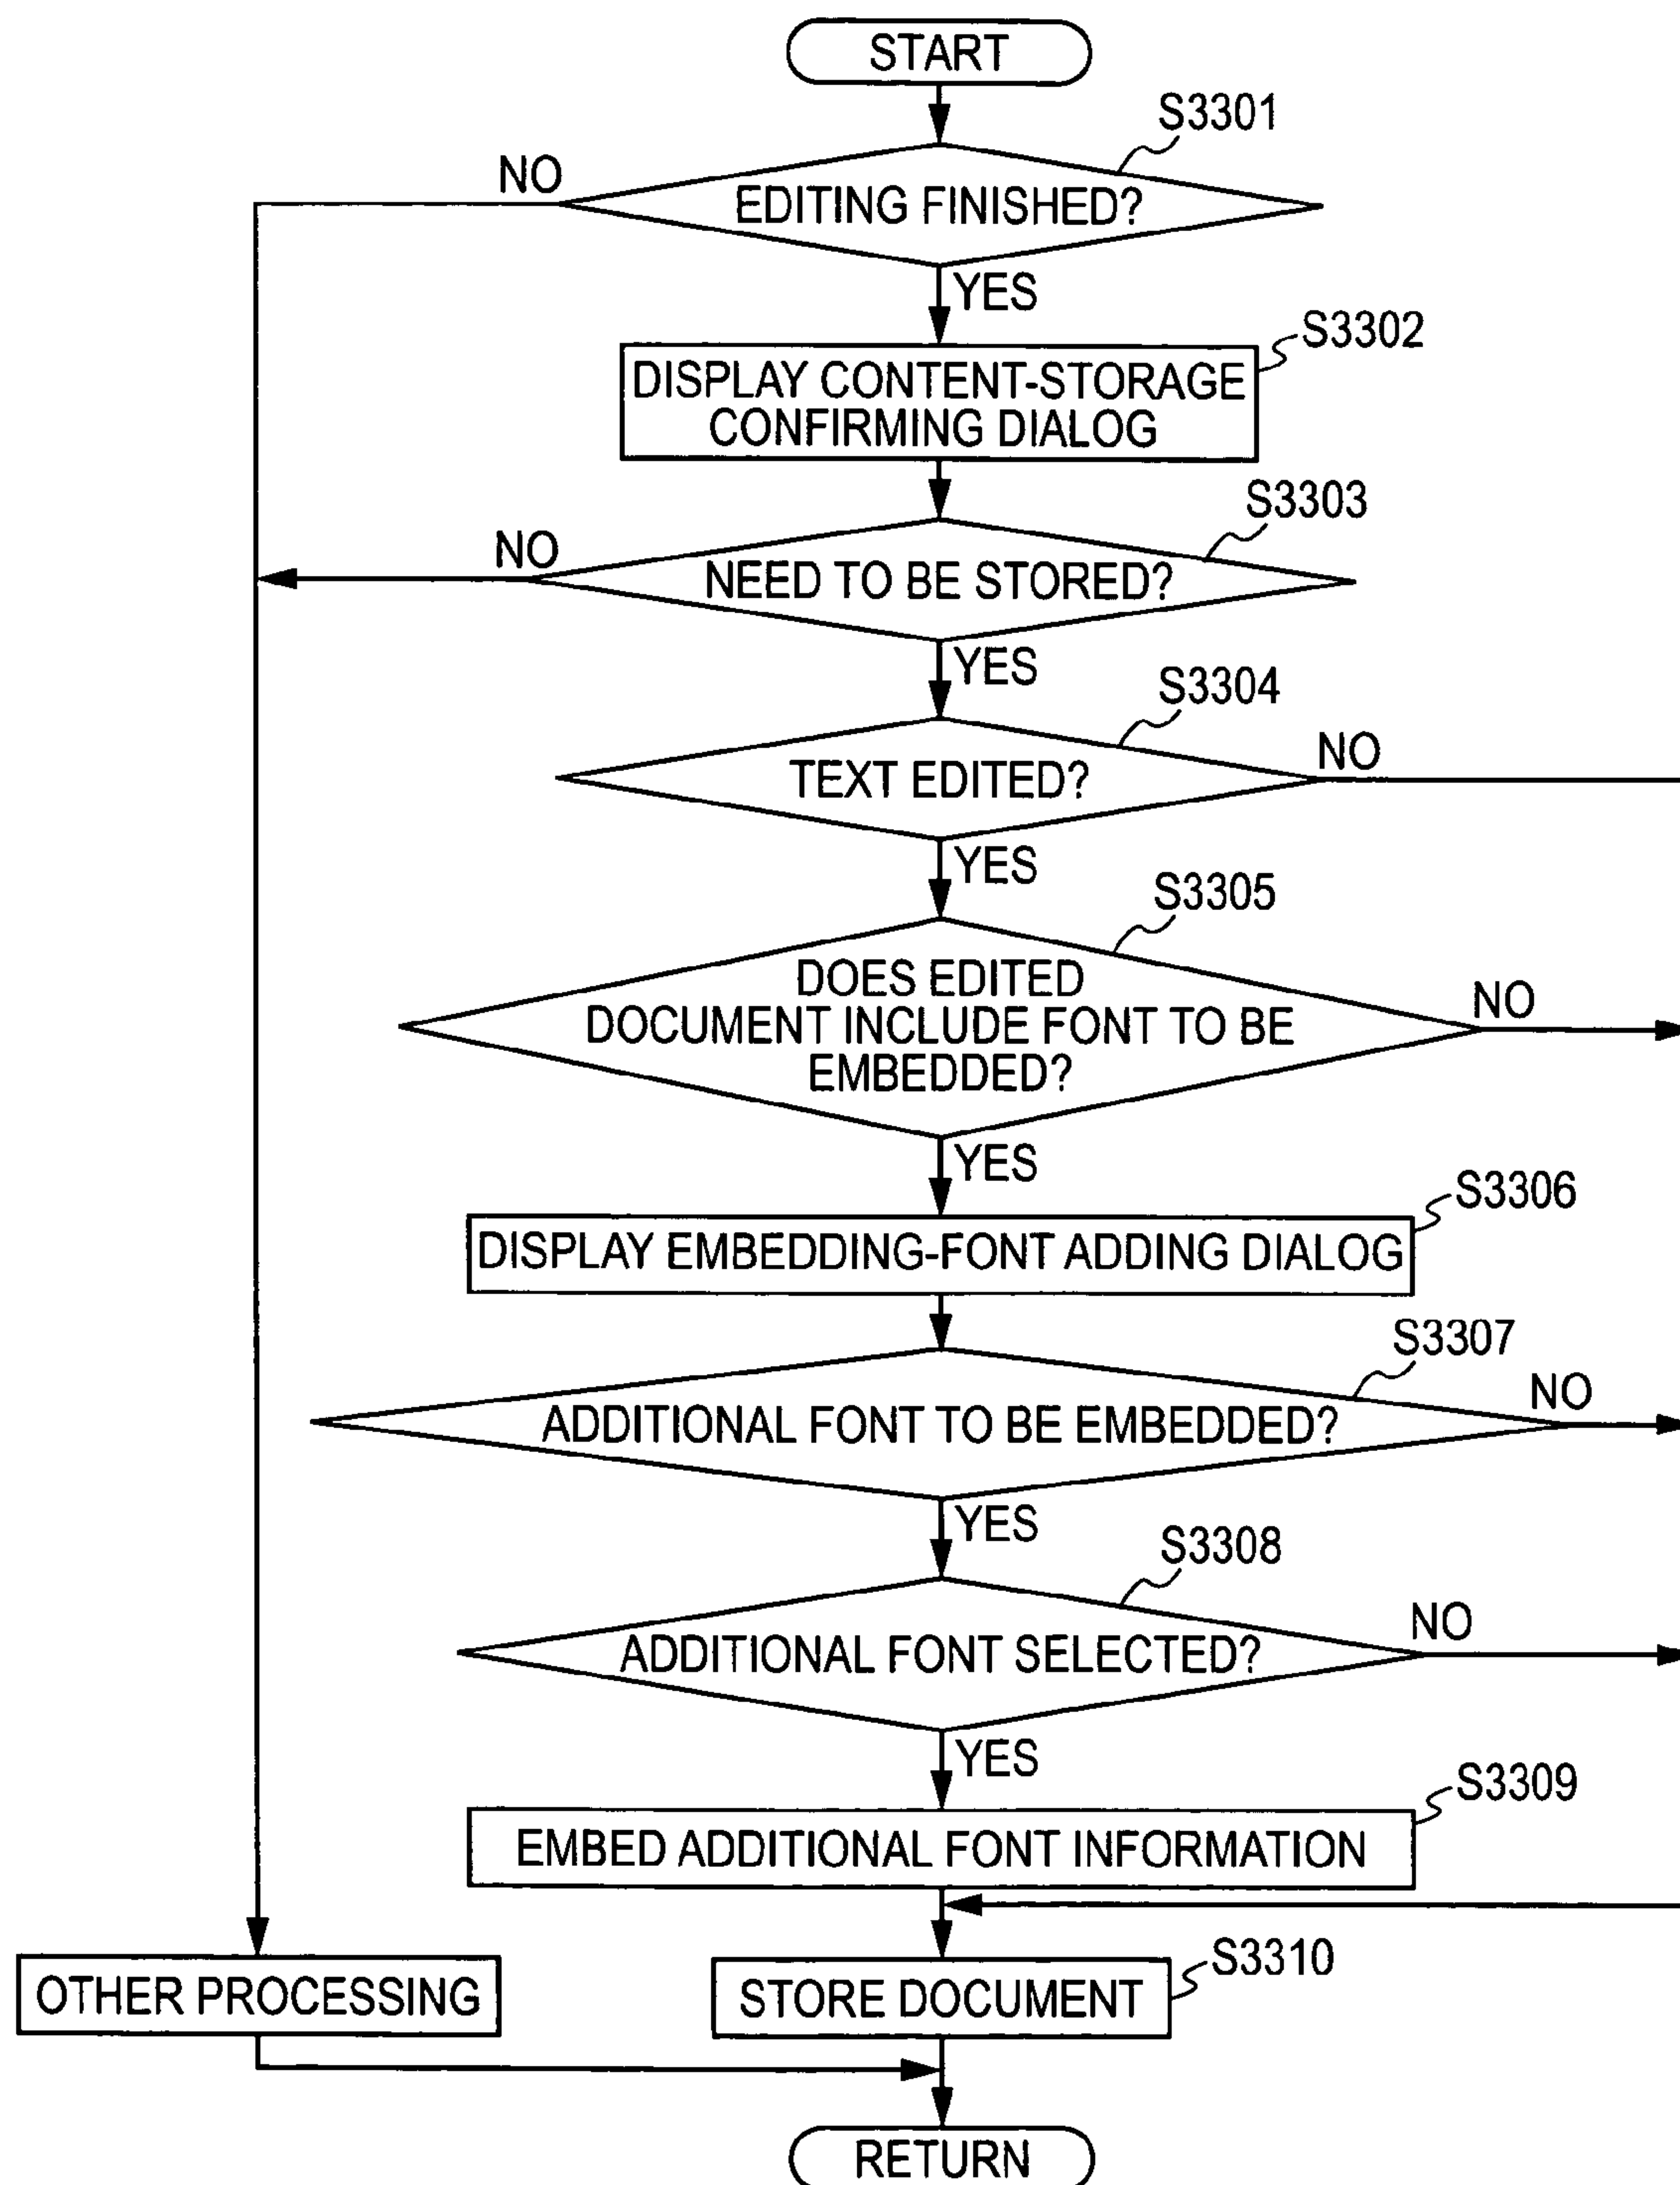 START
S3301
NO
EDITING FINISHED?
YES
S3302
DISPLAY CONTENT-STORAGE
CONFIRMING DIALOG
S3303
NO
NEED TO BE STORED?
YES
S3304
NO
TEXT EDITED?
YES
S3305
DOES EDITED
DOCUMENT INCLUDE FONT TO BE
EMBEDDED?
NO
YES
S3306
DISPLAY EMBEDDING-FONT ADDING DIALOG
S3307
NO
ADDITIONAL FONT TO BE EMBEDDED?
YES
S3308
NO
ADDITIONAL FONT SELECTED?
YES
S3309
EMBED ADDITIONAL FONT INFORMATION
S3310
OTHER PROCESSING
STORE DOCUMENT
RETURN